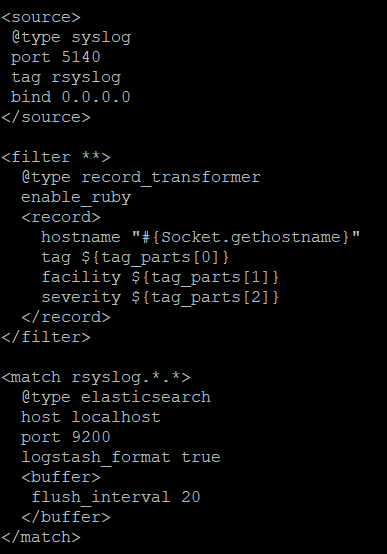 <source>
 @type syslog
 port 5140
 tag rsyslog
 bind 0.0.0.0
</source>

<filter **>
  @type record_transformer
  enable_ruby
  <record>
    hostname "#{Socket.gethostname}"
    tag ${tag_parts[0]}
    facility ${tag_parts[1]}
    severity ${tag_parts[2]}
  </record>
</filter>

<match rsyslog.*.*>
  @type elasticsearch
  host localhost
  port 9200
  logstash_format true
  <buffer>
   flush_interval 20
  </buffer>
</match>